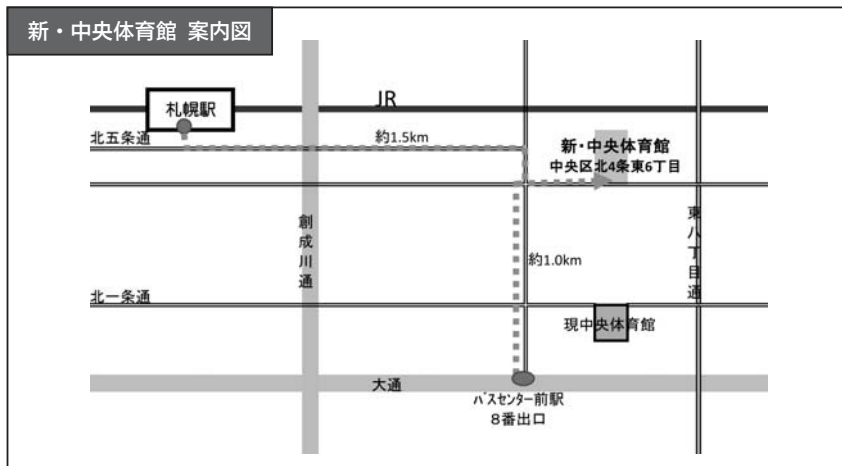 新・中央体育館 案内図
JR
札幌駅
北五条通
約1.5km
新・中央体育館
中央区北4条東6丁目
創成川通
東八丁目通
約1.0km
北一条通
現中央体育館
大通
バスセンター前駅
8番出口